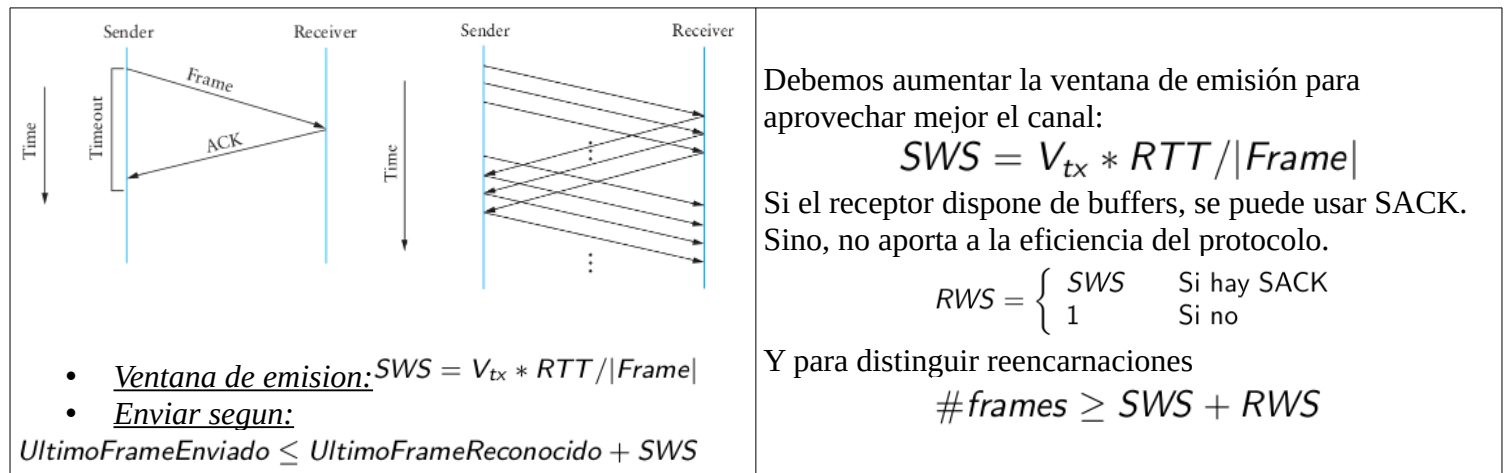 Sender Receiver
Frame
Timeout
ACK
Time
Sender Receiver
Time
• Ventana de emision: SWS = V_tx * RTT/|Frame|
• Enviar segun:
UltimoFrameEnviado ≤ UltimoFrameReconocido + SWS
Debemos aumentar la ventana de emisión para
aprovechar mejor el canal:
SWS = V_tx * RTT/|Frame|
Si el receptor dispone de buffers, se puede usar SACK.
Sino, no aporta a la eficiencia del protocolo.
RWS = { SWS Si hay SACK
1 Si no
Y para distinguir reencarnaciones
#frames ≥ SWS + RWS